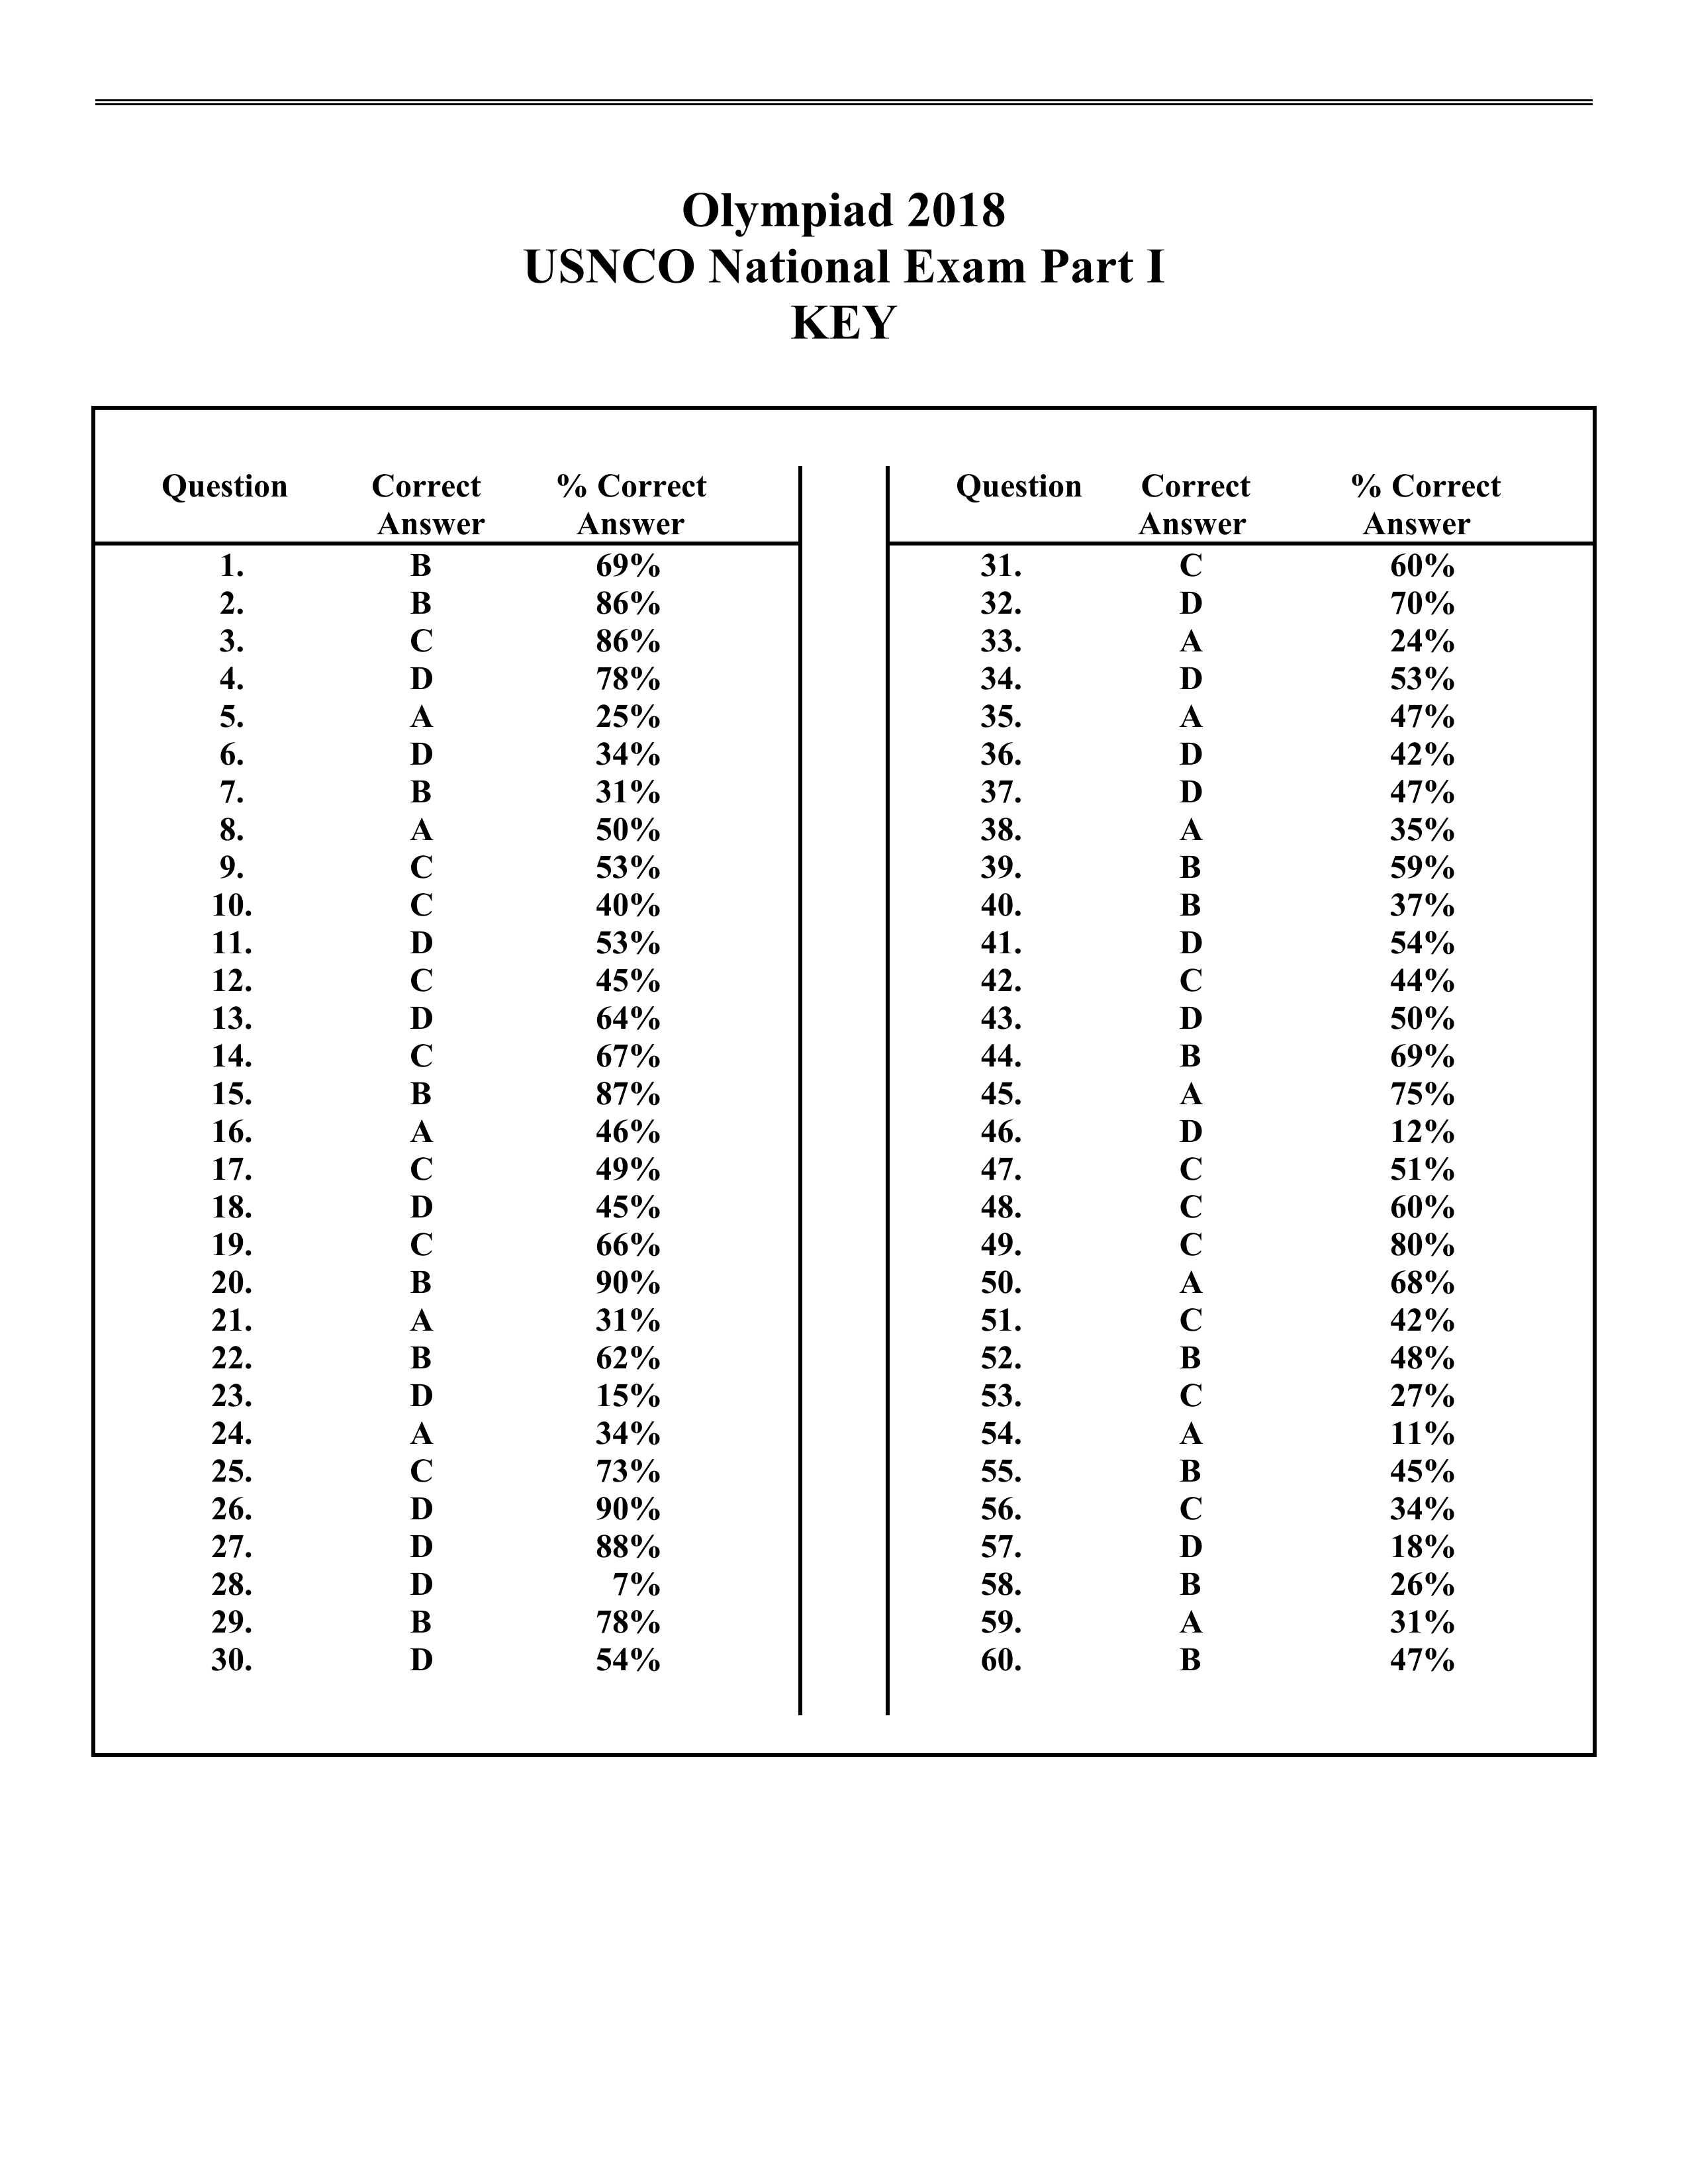 Olympiad 2018
USNCO National Exam Part I
KEY
Question Correct Answer % Correct Answer
1. B 69%
2. B 86%
3. C 86%
4. D 78%
5. A 25%
6. D 34%
7. B 31%
8. A 50%
9. C 53%
10. C 40%
11. D 53%
12. C 45%
13. D 64%
14. C 67%
15. B 87%
16. A 46%
17. C 49%
18. D 45%
19. C 66%
20. B 90%
21. A 31%
22. B 62%
23. D 15%
24. A 34%
25. C 73%
26. D 90%
27. D 88%
28. D 7%
29. B 78%
30. D 54%
Question Correct Answer % Correct Answer
31. C 60%
32. D 70%
33. A 24%
34. D 53%
35. A 47%
36. D 42%
37. D 47%
38. A 35%
39. B 59%
40. B 37%
41. D 54%
42. C 44%
43. D 50%
44. B 69%
45. A 75%
46. D 12%
47. C 51%
48. C 60%
49. C 80%
50. A 68%
51. C 42%
52. B 48%
53. C 27%
54. A 11%
55. B 45%
56. C 34%
57. D 18%
58. B 26%
59. A 31%
60. B 47%